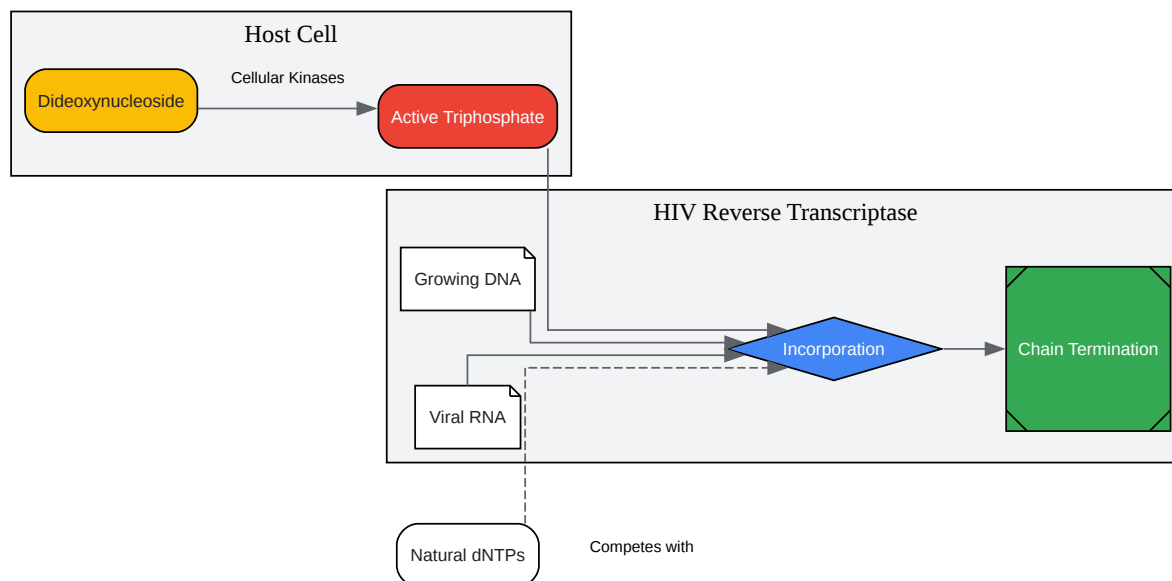 Host Cell
Cellular Kinases
Dideoxynucleoside
Active Triphosphate
HIV Reverse Transcriptase
Growing DNA
Incorporation
Chain Termination
Viral RNA
Natural dNTPs
Competes with